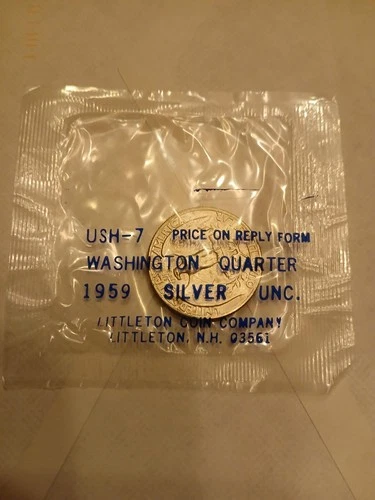 USH-7 PRICE ON REPLY FORM
WASHINGTON QUARTER
1959 SILVER UNC.
LITTLETON COIN COMPANY
LITTLETON, N.H. 03561